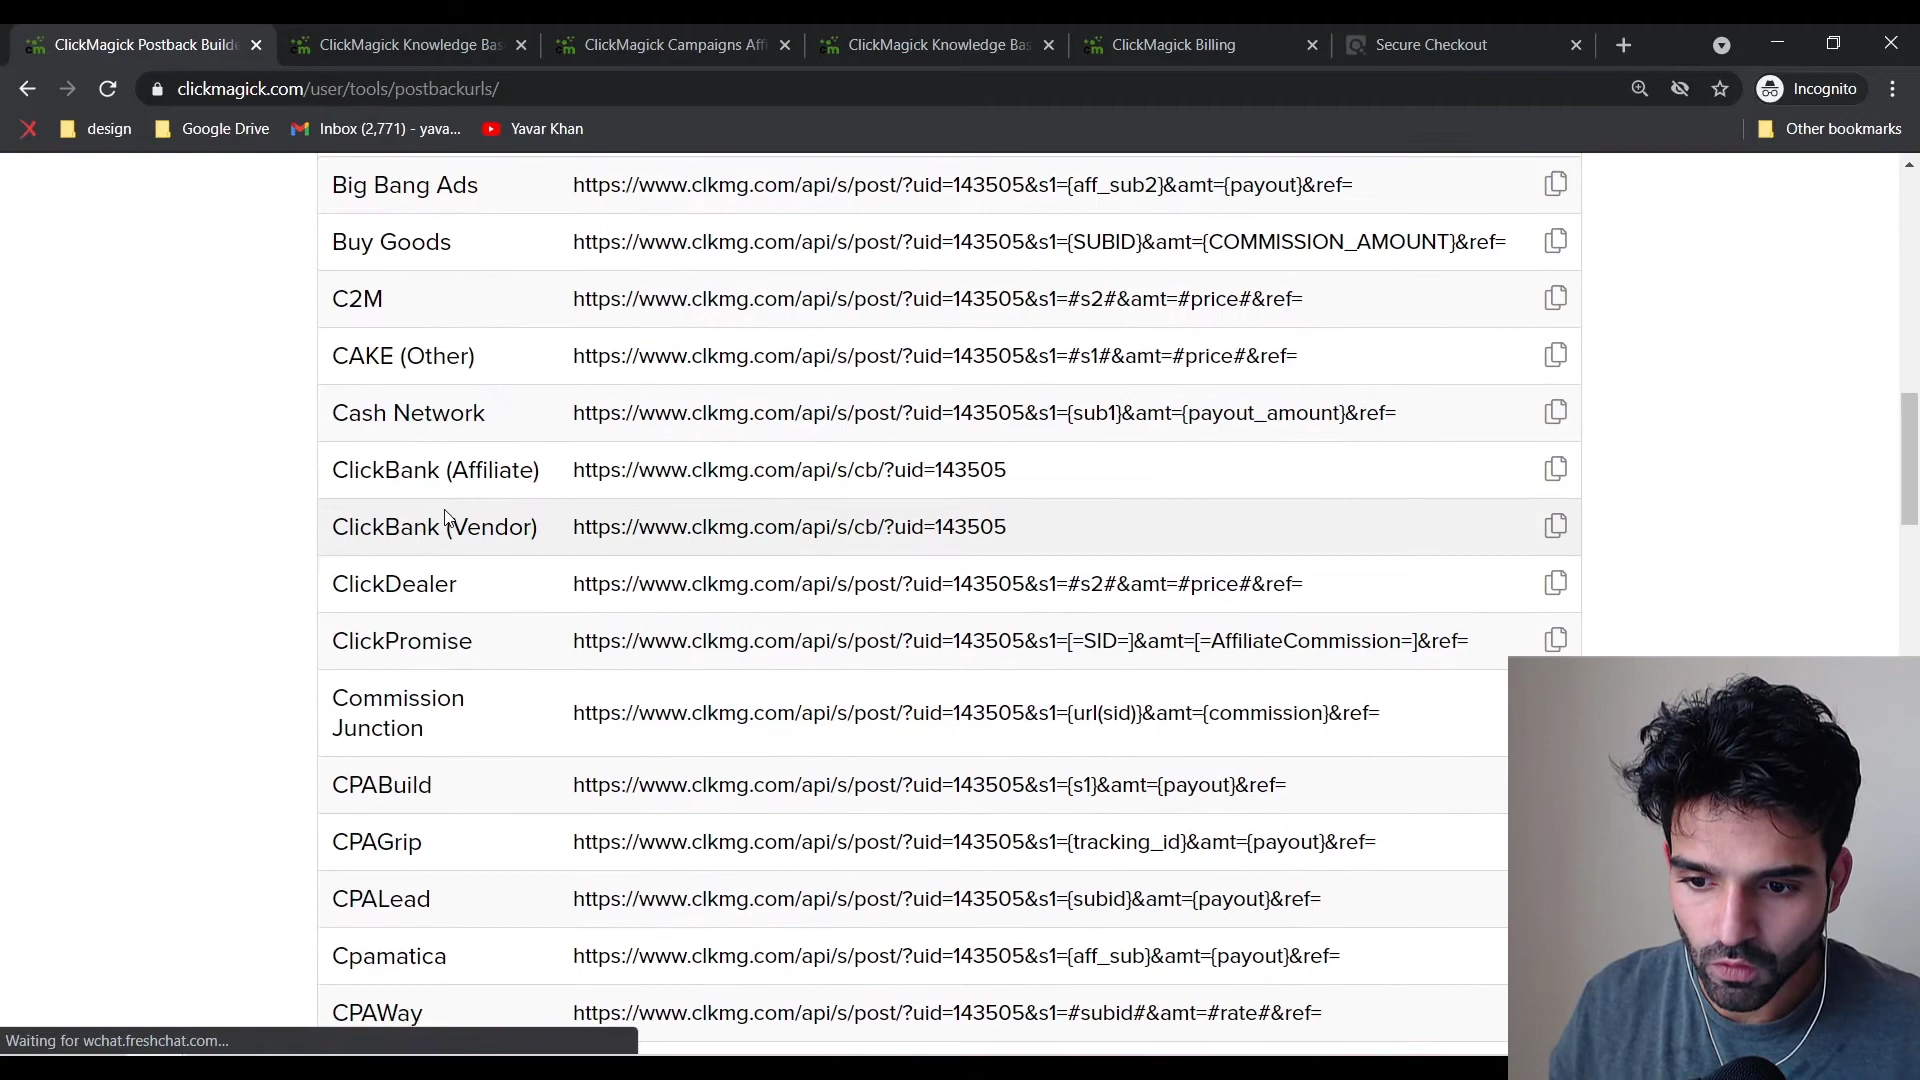 ClickMagick Postback Builde
ClickMagick Knowledge Bas
ClickMagick Campaigns Aff
ClickMagick Knowledge Bas
ClickMagick Billing
Secure Checkout
clickmagick.com/user/tools/postbackurls/
Incognito
design
Google Drive
Inbox (2,771) - yava...
Yavar Khan
Other bookmarks
Big Bang Ads https://www.clkmg.com/api/s/post/?uid=143505&s1={aff_sub2}&amt={payout}&ref=
Buy Goods https://www.clkmg.com/api/s/post/?uid=143505&s1={SUBID}&amt={COMMISSION_AMOUNT}&ref=
C2M https://www.clkmg.com/api/s/post/?uid=143505&s1=#s2#&amt=#price#&ref=
CAKE (Other) https://www.clkmg.com/api/s/post/?uid=143505&s1=#s1#&amt=#price#&ref=
Cash Network https://www.clkmg.com/api/s/post/?uid=143505&s1={sub1}&amt={payout_amount}&ref=
ClickBank (Affiliate) https://www.clkmg.com/api/s/cb/?uid=143505
ClickBank (Vendor) https://www.clkmg.com/api/s/cb/?uid=143505
ClickDealer https://www.clkmg.com/api/s/post/?uid=143505&s1=#s2#&amt=#price#&ref=
ClickPromise https://www.clkmg.com/api/s/post/?uid=143505&s1=[=SID=]&amt=[=AffiliateCommission=]&ref=
Commission
Junction https://www.clkmg.com/api/s/post/?uid=143505&s1={url(sid)}&amt={commission}&ref=
CPABuild https://www.clkmg.com/api/s/post/?uid=143505&s1={s1}&amt={payout}&ref=
CPAGrip https://www.clkmg.com/api/s/post/?uid=143505&s1={tracking_id}&amt={payout}&ref=
CPALead https://www.clkmg.com/api/s/post/?uid=143505&s1={subid}&amt={payout}&ref=
Cpamatica https://www.clkmg.com/api/s/post/?uid=143505&s1={aff_sub}&amt={payout}&ref=
CPAWay https://www.clkmg.com/api/s/post/?uid=143505&s1=#subid#&amt=#rate#&ref=
Waiting for wchat.freshchat.com...